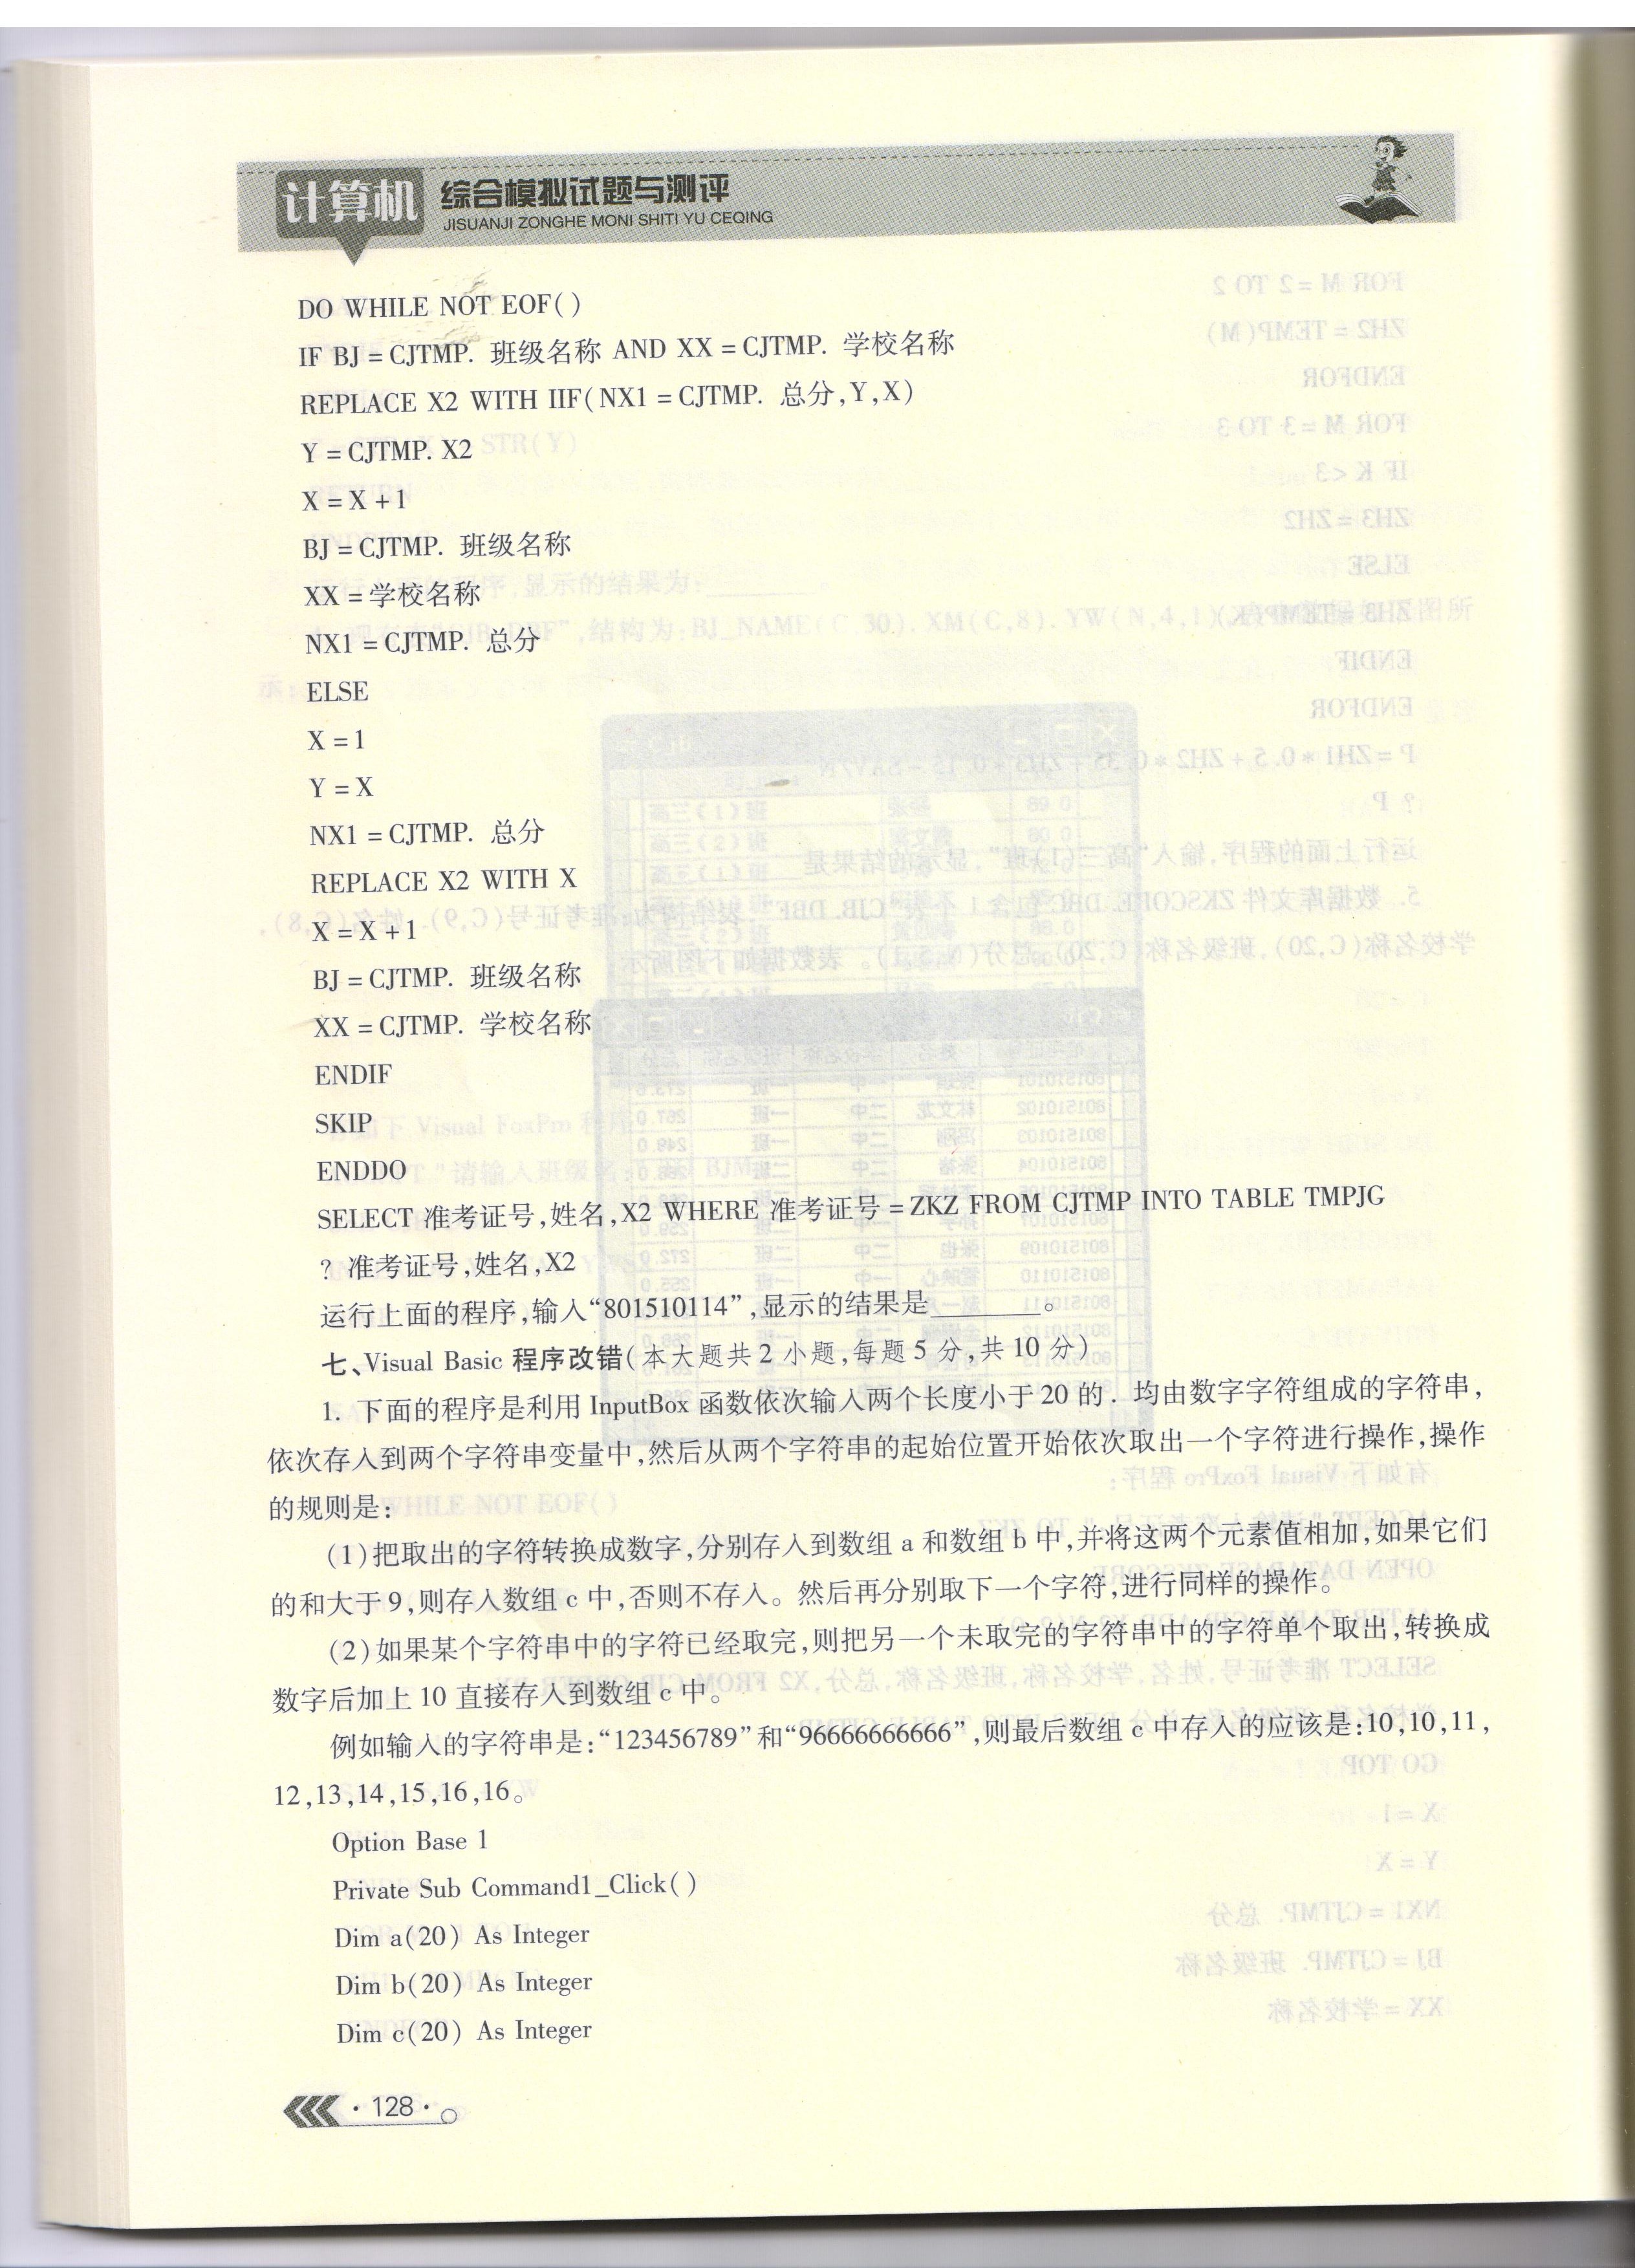 计算机 综合模拟试题与测评
JISUANJI ZONGHE MONI SHITI YU CEQING
DO WHILE NOT EOF( )
IF BJ = CJTMP. 班级名称 AND XX = CJTMP. 学校名称
REPLACE X2 WITH IIF( NX1 = CJTMP. 总分,Y,X)
Y = CJTMP. X2
X = X + 1
BJ = CJTMP. 班级名称
XX = 学校名称
NX1 = CJTMP. 总分
ELSE
X = 1
Y = X
NX1 = CJTMP. 总分
REPLACE X2 WITH X
X = X + 1
BJ = CJTMP. 班级名称
XX = CJTMP. 学校名称
ENDIF
SKIP
ENDDO
SELECT 准考证号,姓名,X2 WHERE 准考证号 = ZKZ FROM CJTMP INTO TABLE TMPJG
? 准考证号,姓名,X2
运行上面的程序,输入“801510114”,显示的结果是________。
七、Visual Basic 程序改错(本大题共 2 小题,每题 5 分,共 10 分)
1. 下面的程序是利用 InputBox 函数依次输入两个长度小于 20 的. 均由数字字符组成的字符串,
依次存入到两个字符串变量中,然后从两个字符串的起始位置开始依次取出一个字符进行操作,操作
的规则是:
(1)把取出的字符转换成数字,分别存入到数组 a 和数组 b 中,并将这两个元素值相加,如果它们
的和大于 9,则存入数组 c 中,否则不存入。然后再分别取下一个字符,进行同样的操作。
(2)如果某个字符串中的字符已经取完,则把另一个未取完的字符串中的字符单个取出,转换成
数字后加上 10 直接存入到数组 c 中。
例如输入的字符串是:“123456789”和“96666666666”,则最后数组 c 中存入的应该是:10,10,11,
12,13,14,15,16,16。
Option Base 1
Private Sub Command1_Click( )
Dim a(20) As Integer
Dim b(20) As Integer
Dim c(20) As Integer
· 128 ·